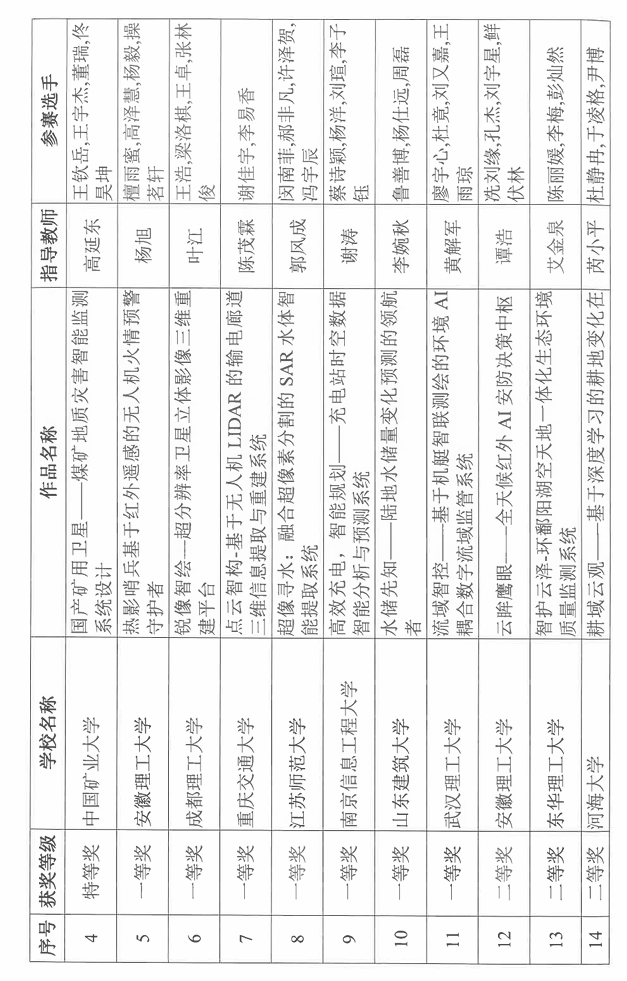 序号 获奖等级 学校名称 作品名称 指导教师 参赛选手
4 特等奖 中国矿业大学 国产矿用卫星——煤矿地质灾害智能监测 高延东 王钦岳,王宇杰,董瑞,佟
系统设计 昊坤
5 一等奖 安徽理工大学 热影哨兵基于红外遥感的无人机火情预警 杨旭 檀雨蜜,高泽慧,杨毅,操
守护者 茗轩
6 一等奖 成都理工大学 锐像智绘—超分辨率卫星立体影像三维重 叶江 王浩,梁洛棋,王卓,张林
建平台 俊
7 一等奖 重庆交通大学 点云智构-基于无人机 LIDAR 的输电廊道 陈茂霖 谢佳宇,李易香
三维信息提取与重建系统
8 一等奖 江苏师范大学 超像寻水：融合超像素分割的 SAR 水体智 郭风成 闵南菲,郝非凡,许泽贺,
能提取系统 冯宇辰
9 一等奖 南京信息工程大学 高效充电，智能规划——充电站时空数据 谢涛 蔡诗颖,杨洋,刘瑄,李子
智能分析与预测系统 钰
10 一等奖 山东建筑大学 水储先知——陆地水储量变化预测的领航 李婉秋 鲁善博,杨仕远,周磊
者
11 一等奖 武汉理工大学 流域智控——基于机艇智联测绘的环境 AI 黄解军 廖宇心,杜竟,刘又嘉,王
耦合数字流域监管系统 雨琼
12 二等奖 安徽理工大学 云眸鹰眼——全天候红外 AI 安防决策中枢 谭浩 冼刘缘,孔杰,刘宇星,鲜
伏林
13 二等奖 东华理工大学 智护云泽-环鄱阳湖空天地一体化生态环境 艾金泉 陈丽媛,李梅,彭灿然
质量监测系统
14 二等奖 河海大学 耕域云观——基于深度学习的耕地变化在 芮小平 杜静冉,于凌格,尹博